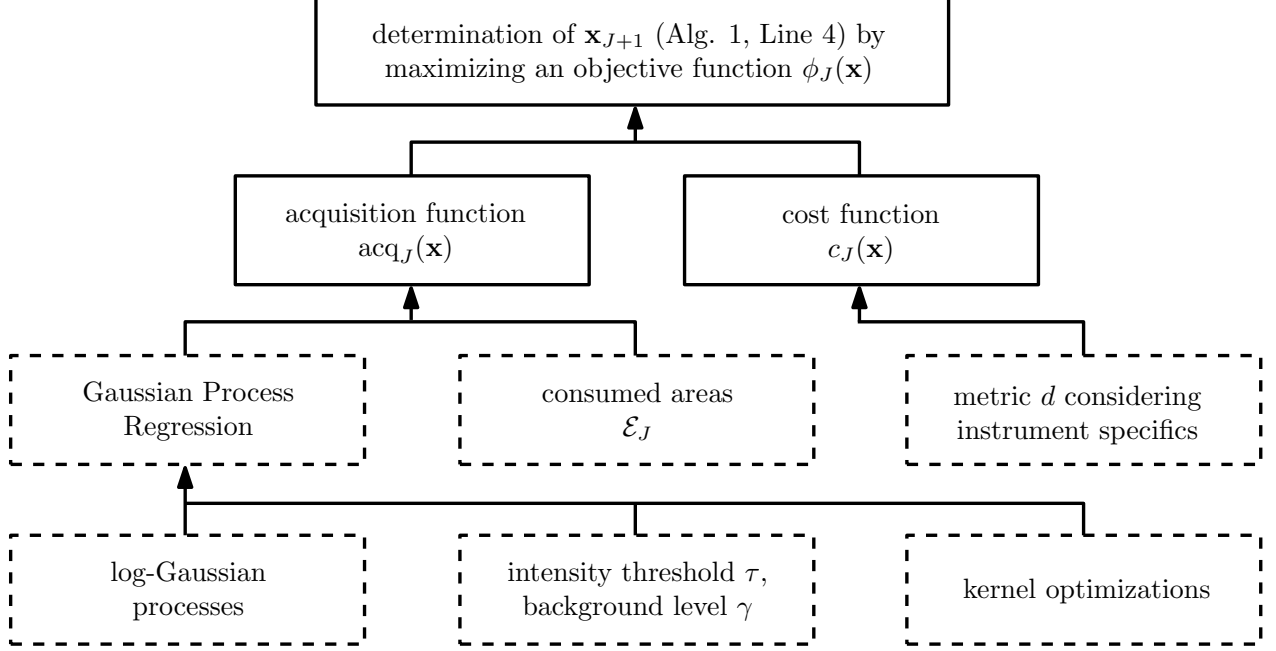 determination of x_{J+1} (Alg. 1, Line 4) by
maximizing an objective function ϕ_J(x)
acquisition function
acq_J(x)
cost function
c_J(x)
Gaussian Process
Regression
consumed areas
ℰ_J
metric d considering
instrument specifics
log-Gaussian
processes
intensity threshold τ,
background level γ
kernel optimizations